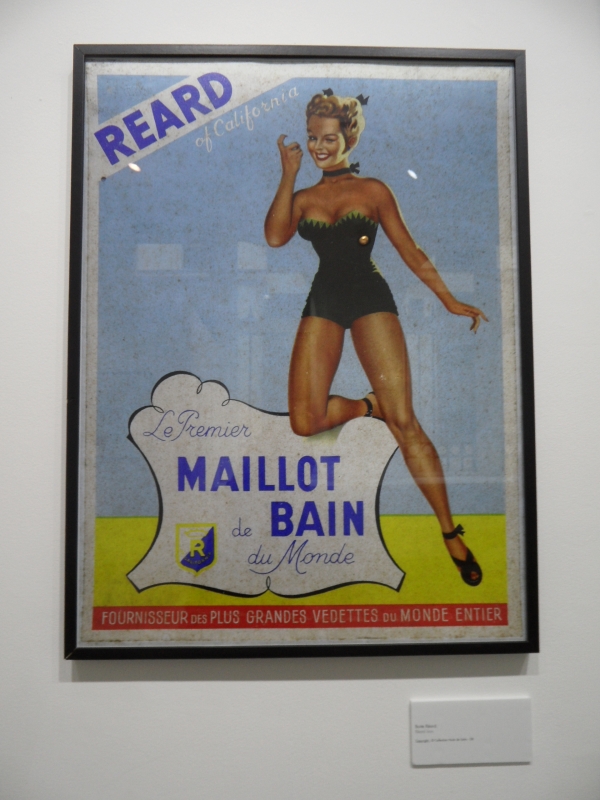 REARD
of California
Le Premier
MAILLOT
de BAIN
du Monde
R
FOURNISSEUR DES PLUS GRANDES VEDETTES DU MONDE ENTIER